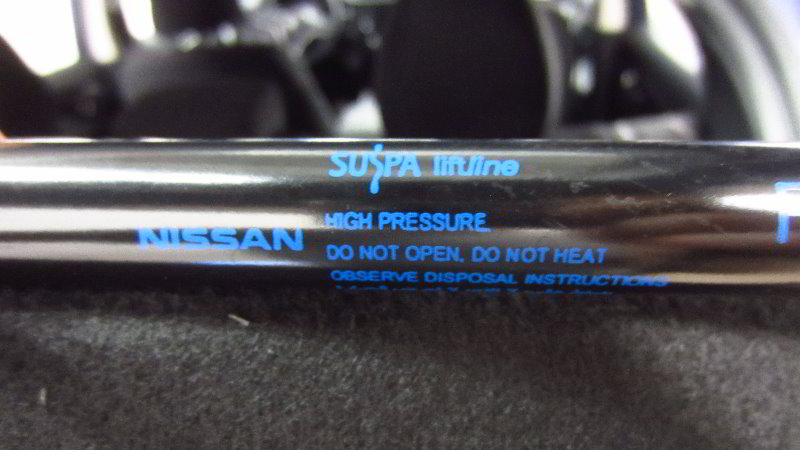 SUSPA liftline
HIGH PRESSURE
NISSAN
DO NOT OPEN. DO NOT HEAT
OBSERVE DISPOSAL INSTRUCTIONS